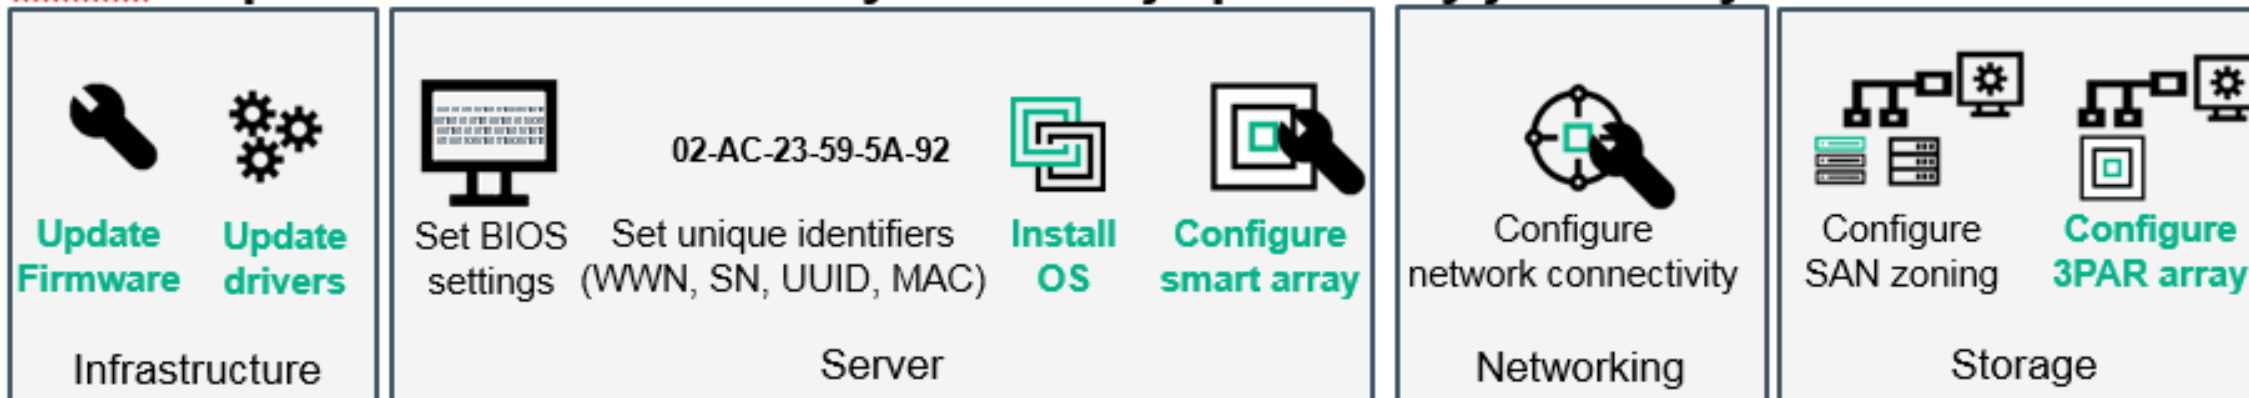 02-AC-23-59-5A-92
Update
Firmware
Update
drivers
Set BIOS
settings
Set unique identifiers
(WWN, SN, UUID, MAC)
Install
OS
Configure
smart array
Configure
network connectivity
Configure
SAN zoning
Configure
3PAR array
Infrastructure
Server
Networking
Storage